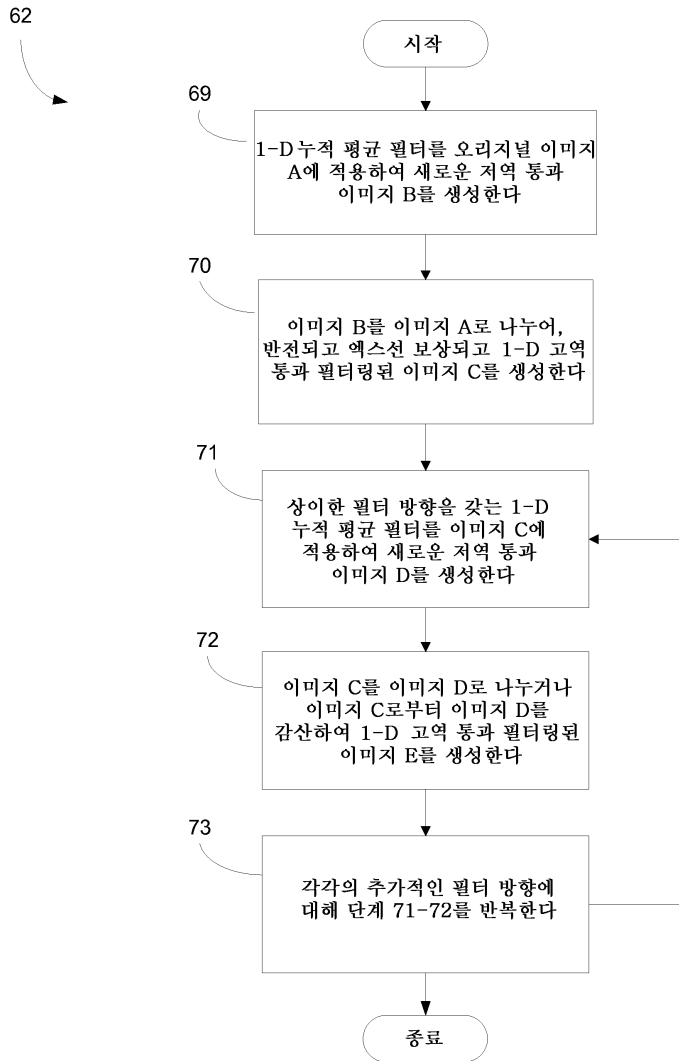 62
시작
69
1-D 누적 평균 필터를 오리지널 이미지
A에 적용하여 새로운 저역 통과
이미지 B를 생성한다
70
이미지 B를 이미지 A로 나누어,
반전되고 엑스선 보상되고 1-D 고역
통과 필터링된 이미지 C를 생성한다
71
상이한 필터 방향을 갖는 1-D
누적 평균 필터를 이미지 C에
적용하여 새로운 저역 통과
이미지 D를 생성한다
72
이미지 C를 이미지 D로 나누거나
이미지 C로부터 이미지 D를
감산하여 1-D 고역 통과 필터링된
이미지 E를 생성한다
73
각각의 추가적인 필터 방향에
대해 단계 71-72를 반복한다
종료